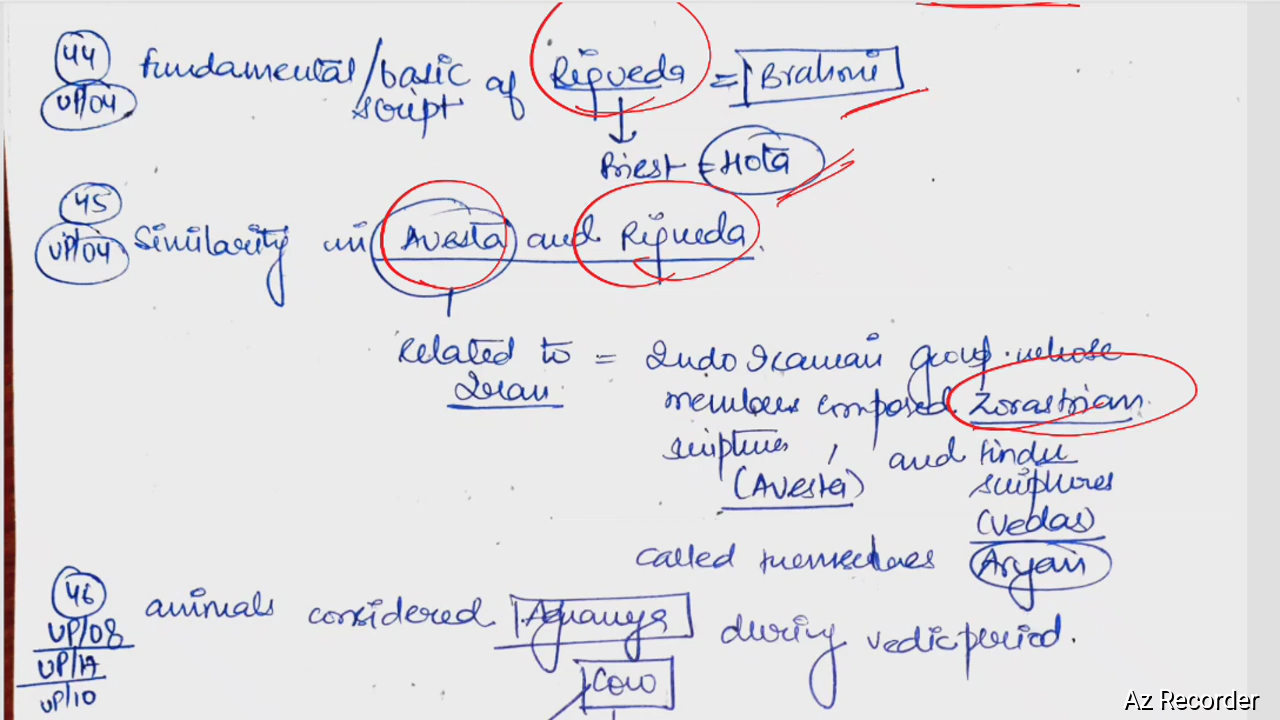 44 fundamental/basic script of Rigveda = Brahmi
UP/04
Priest = Hota
45
UP/04 Similarity in Avesta and Rigveda.
Related to Iran = Indo Iranian group whose
members composed Zorastrian
scriptures, and Hindu
(Avesta) scriptures
(Vedas)
called themselves Aryan
46 animals considered Aghanya during vedic period.
UP/08
UP/17
UP/10
Cow
Az Recorder